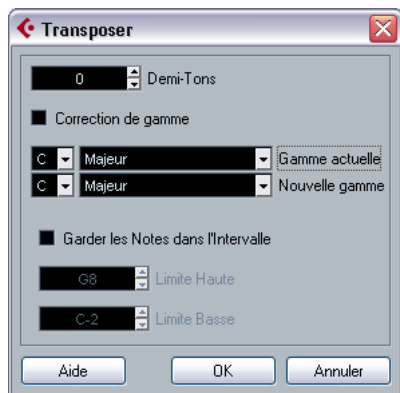 Transposer
0 Demi-Tons
Correction de gamme
C Majeur Gamme actuelle
C Majeur Nouvelle gamme
Garder les Notes dans l'Intervalle
G8 Limite Haute
C-2 Limite Basse
Aide OK Annuler